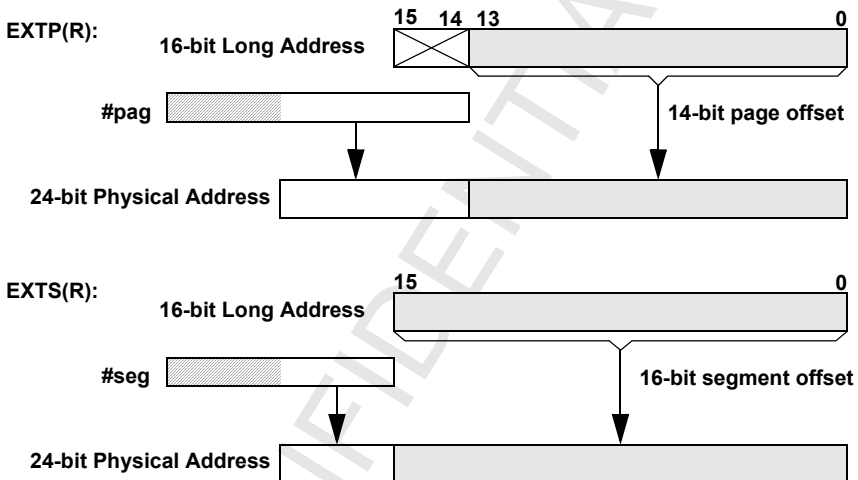 EXTP(R):
15 14 13 0
16-bit Long Address
#pag
14-bit page offset
24-bit Physical Address
EXTS(R):
15 0
16-bit Long Address
#seg
16-bit segment offset
24-bit Physical Address